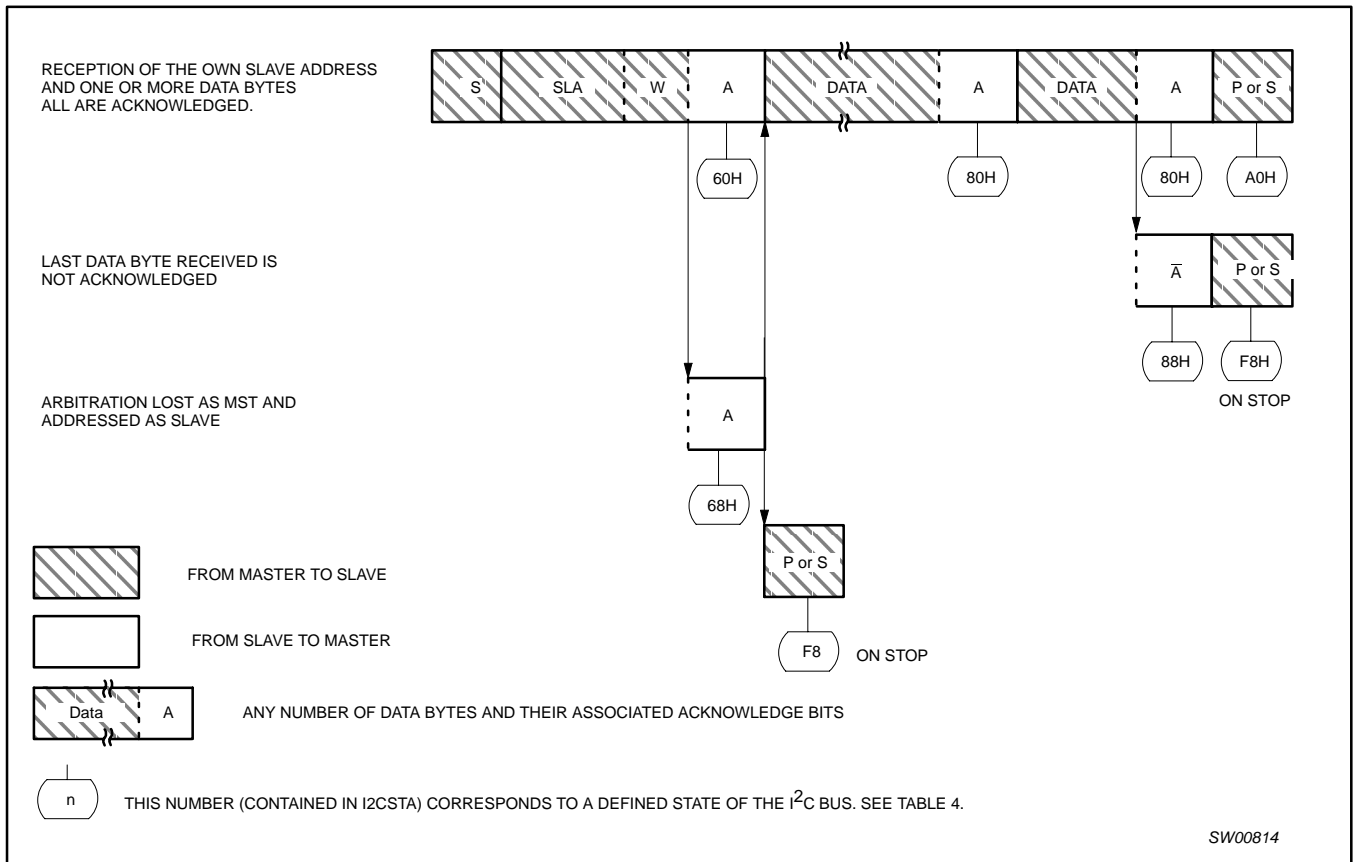 RECEPTION OF THE OWN SLAVE ADDRESS
AND ONE OR MORE DATA BYTES
ALL ARE ACKNOWLEDGED.
S SLA W A DATA A DATA A P or S
60H 80H 80H A0H
LAST DATA BYTE RECEIVED IS
NOT ACKNOWLEDGED
A̅ P or S
88H F8H
ON STOP
ARBITRATION LOST AS MST AND
ADDRESSED AS SLAVE
A
68H
P or S
F8 ON STOP
FROM MASTER TO SLAVE
FROM SLAVE TO MASTER
Data A ANY NUMBER OF DATA BYTES AND THEIR ASSOCIATED ACKNOWLEDGE BITS
n THIS NUMBER (CONTAINED IN I2CSTA) CORRESPONDS TO A DEFINED STATE OF THE I²C BUS. SEE TABLE 4.
SW00814